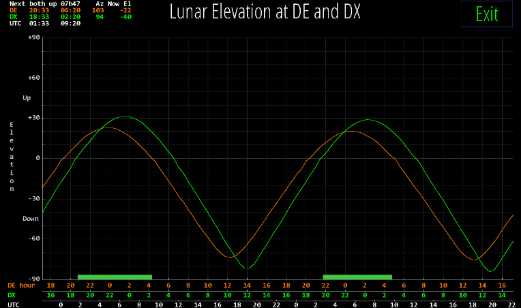 Next both up 07h47    Az Now El
DE  20:33 04:20  103  -22
DX  18:33 02:20   94  -40
UTC 01:33 09:20
Lunar Elevation at DE and DX
Exit
+90
+60
Up
+30
Elevation
0
-30
Down
-60
-90
DE hour 18 20 22 0 2 4 6 8 10 12 14 16 18 20 22 0 2 4 6 8 10 12 14 16 18
DX 16 18 20 22 0 2 4 6 8 10 12 14 16 18 20 22 0 2 4 6 8 10 12 14 16
UTC 0 2 4 6 8 10 12 14 16 18 20 22 0 2 4 6 8 10 12 14 16 18 20 22